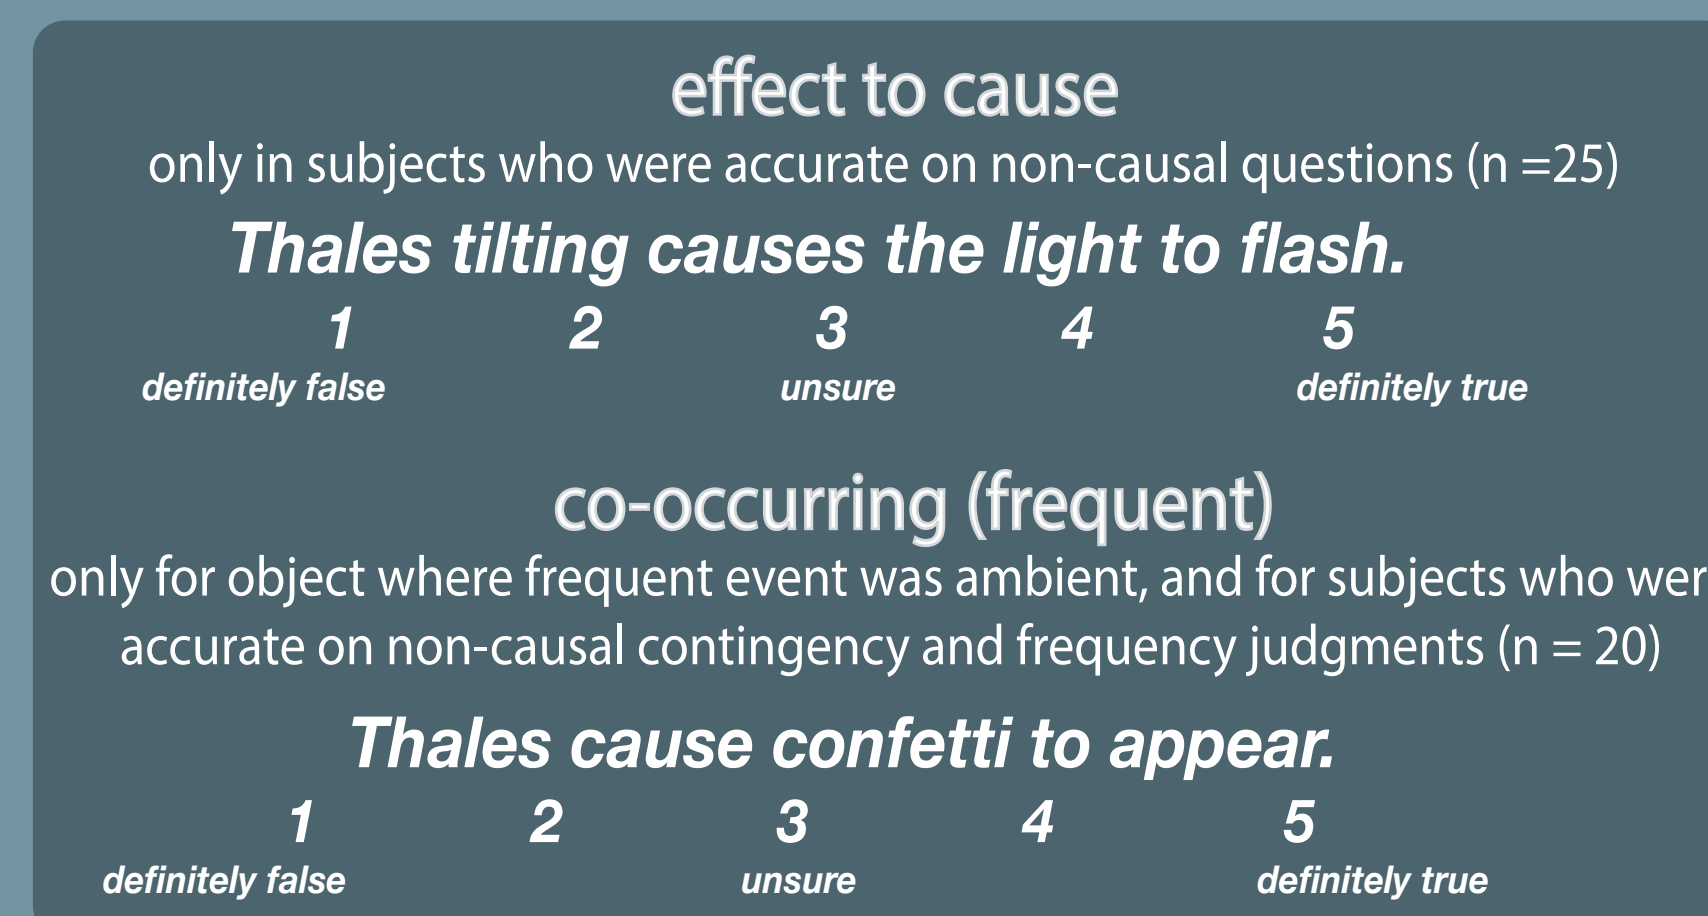 effect to cause
only in subjects who were accurate on non-causal questions (n =25)
Thales tilting causes the light to flash.
1 2 3 4 5
definitely false unsure definitely true
co-occurring (frequent)
only for object where frequent event was ambient, and for subjects who wer
accurate on non-causal contingency and frequency judgments (n = 20)
Thales cause confetti to appear.
1 2 3 4 5
definitely false unsure definitely true